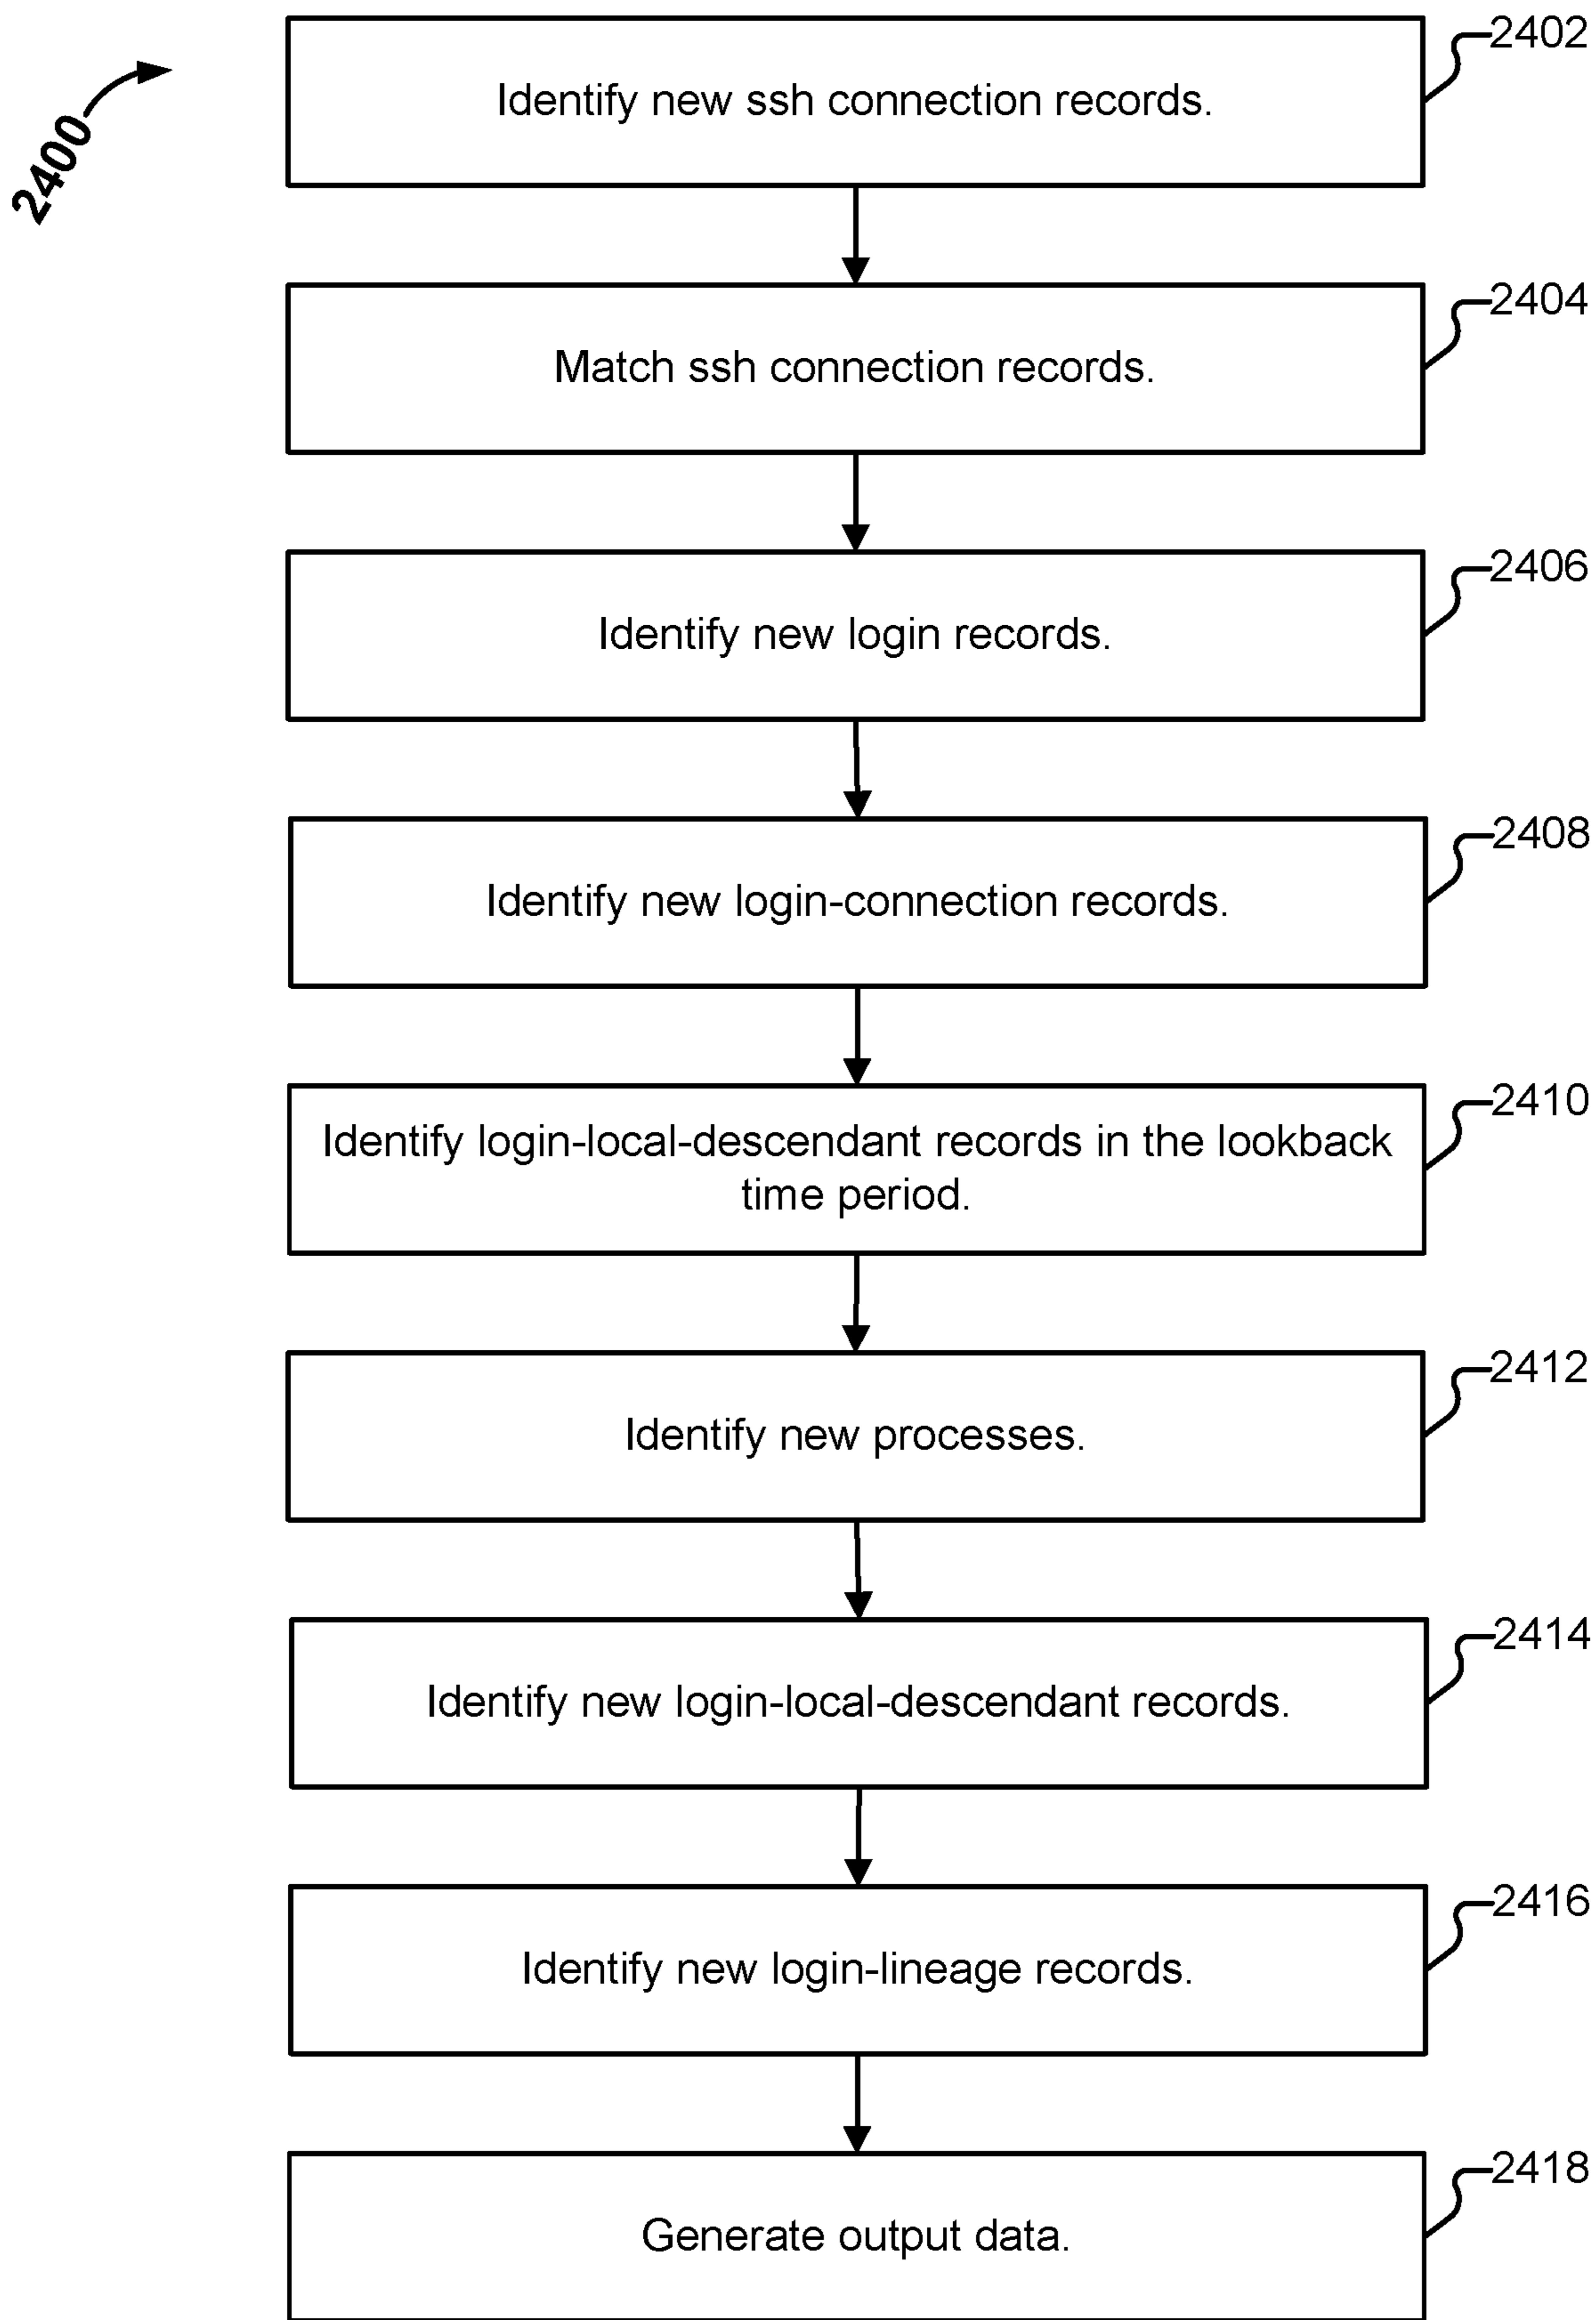 2400
2402
Identify new ssh connection records.
2404
Match ssh connection records.
2406
Identify new login records.
2408
Identify new login-connection records.
2410
Identify login-local-descendant records in the lookback
time period.
2412
Identify new processes.
2414
Identify new login-local-descendant records.
2416
Identify new login-lineage records.
2418
Generate output data.